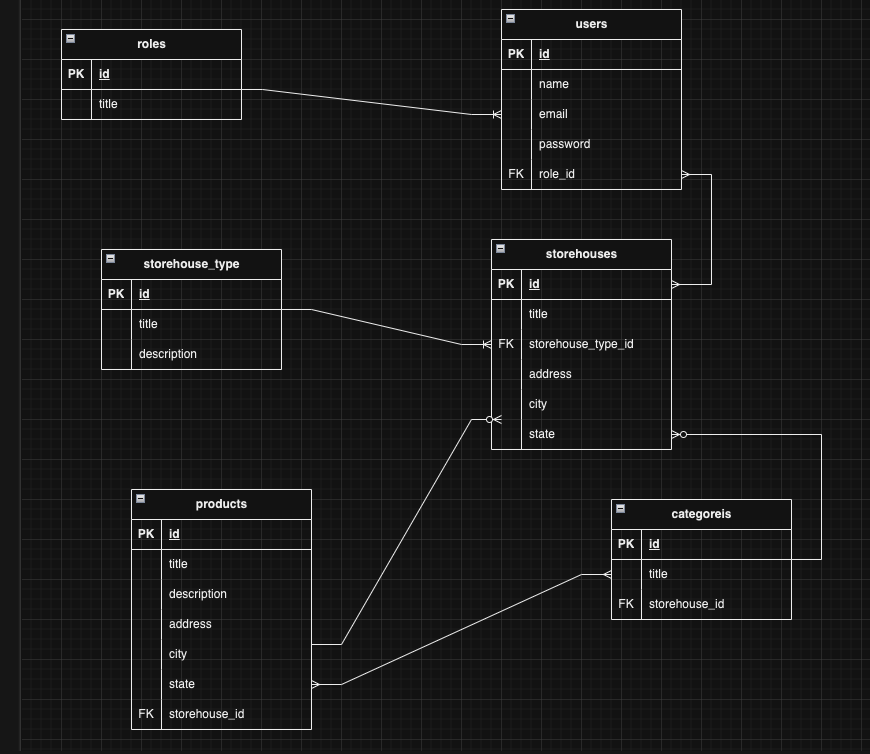 roles
PK id
title
users
PK id
name
email
password
FK role_id
storehouse_type
PK id
title
description
storehouses
PK id
title
FK storehouse_type_id
address
city
state
products
PK id
title
description
address
city
state
FK storehouse_id
categoreis
PK id
title
FK storehouse_id